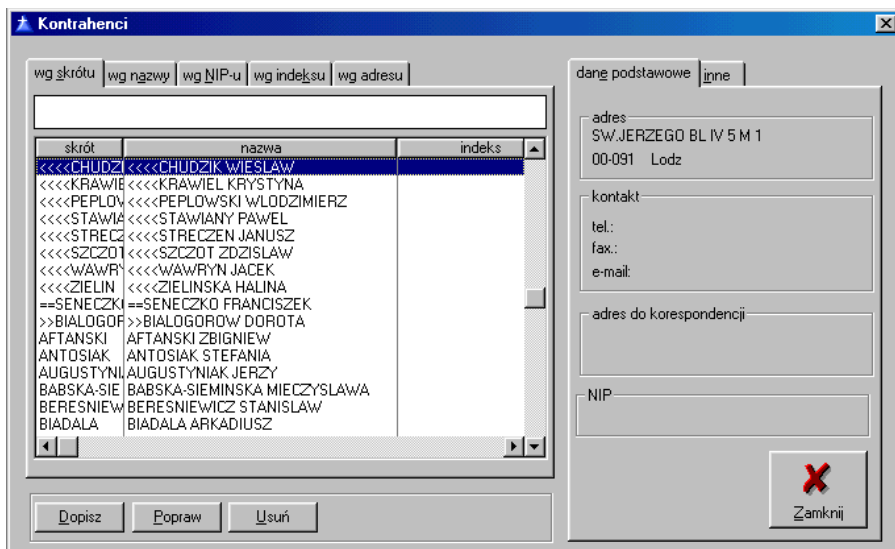 Kontrahenci
wg skrótu wg nazwy wg NIP-u wg indeksu wg adresu
skrót nazwa indeks
<<<<CHUDZI <<<<CHUDZIK WIESLAW
<<<<KRAWIE <<<<KRAWIEL KRYSTYNA
<<<<PEPLOW <<<<PEPLOWSKI WLODZIMIERZ
<<<<STAWIA <<<<STAWIANY PAWEL
<<<<STRECZ <<<<STRECZEN JANUSZ
<<<<SZCZOT <<<<SZCZOT ZDZISLAW
<<<<WAWRY <<<<WAWRYN JACEK
<<<<ZIELIN <<<<ZIELINSKA HALINA
==SENECZK ==SENECZKO FRANCISZEK
>>BIALOGOR >>BIALOGOROW DOROTA
AFTANSKI AFTANSKI ZBIGNIEW
ANTOSIAK ANTOSIAK STEFANIA
AUGUSTYNI AUGUSTYNIAK JERZY
BABSKA-SIE BABSKA-SIEMINSKA MIECZYSLAWA
BERESNIEW BERESNIEWICZ STANISLAW
BIADALA BIADALA ARKADIUSZ
Dopisz Popraw Usuń
dane podstawowe inne
adres
SW.JERZEGO BL IV 5 M 1
00-091 Lodz
kontakt
tel.:
fax.:
e-mail:
adres do korespondencji
NIP
Zamknij